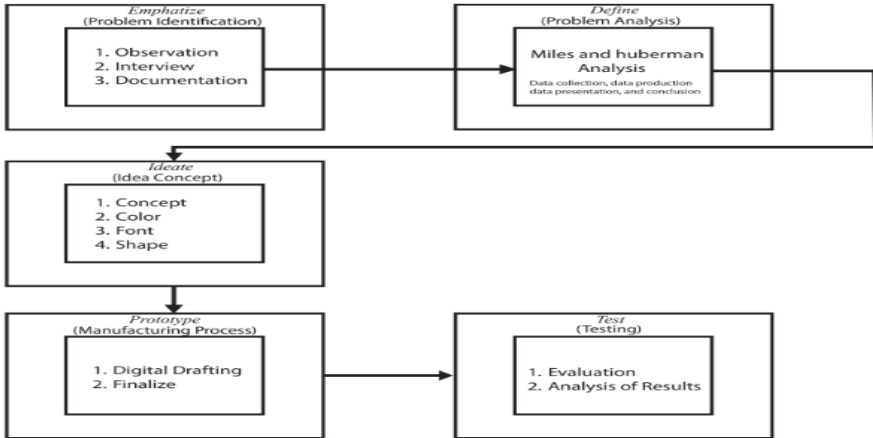 Emphatize
(Problem Identification)
1. Observation
2. Interview
3. Documentation
Define
(Problem Analysis)
Miles and huberman
Analysis
Data collection, data production
data presentation, and conclusion
Ideate
(Idea Concept)
1. Concept
2. Color
3. Font
4. Shape
Prototype
(Manufacturing Process)
1. Digital Drafting
2. Finalize
Test
(Testing)
1. Evaluation
2. Analysis of Results